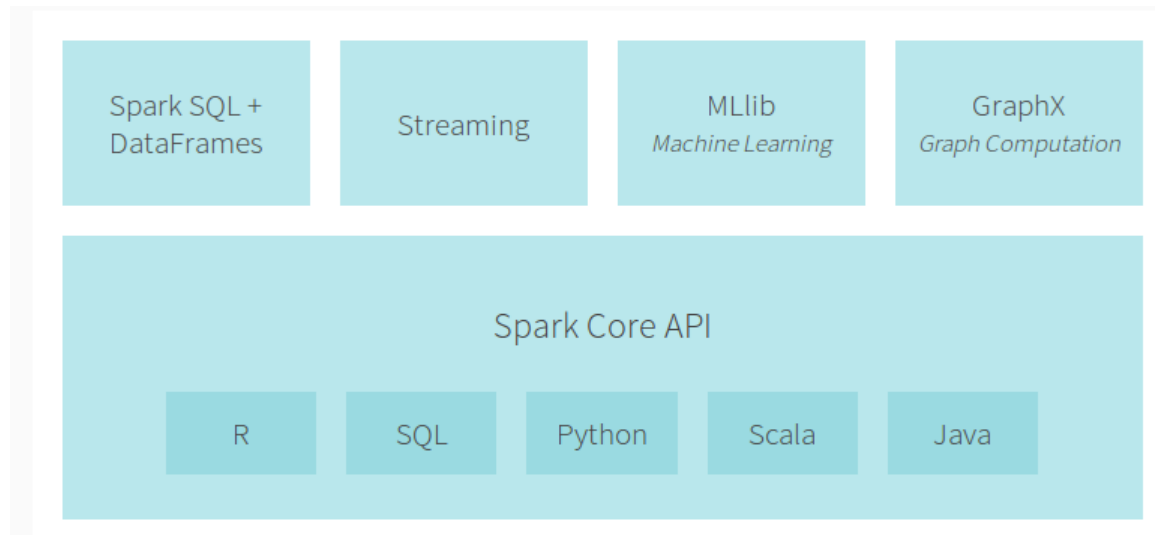 Spark SQL +
DataFrames
Streaming
MLlib
Machine Learning
GraphX
Graph Computation
Spark Core API
R
SQL
Python
Scala
Java